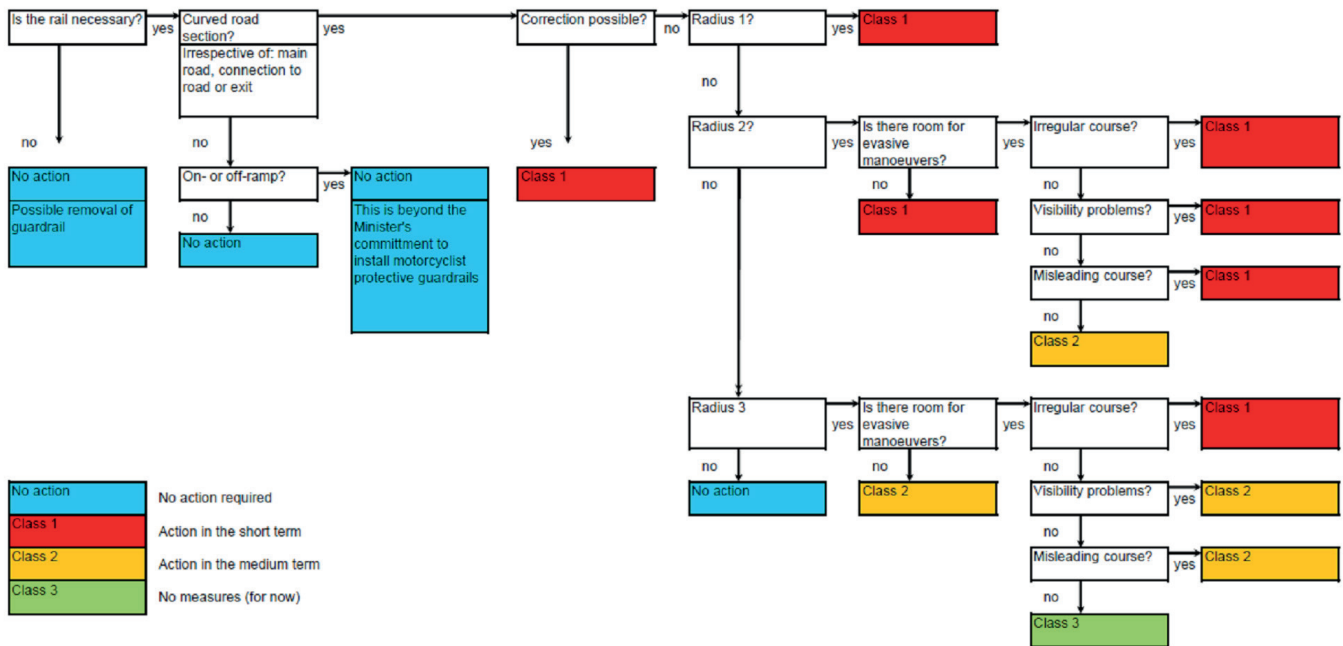 Is the rail necessary?
yes
Curved road
section?
yes
Correction possible?
no
Radius 1?
yes
Class 1
Irrespective of: main
road, connection to
road or exit
no
no
no
yes
Radius 2?
yes
Is there room for
evasive
manoeuvers?
yes
Irregular course?
yes
Class 1
No action
Possible removal of
guardrail
On- or off-ramp?
yes
No action
This is beyond the
Minister's
committment to
install motorcyclist
protective guardrails
Class 1
no
no
no
no
No action
Class 1
Visibility problems?
yes
Class 1
no
Misleading course?
yes
Class 1
no
Class 2
Radius 3
yes
Is there room for
evasive
manoeuvers?
yes
Irregular course?
yes
Class 1
no
no
no
No action
Class 2
Visibility problems?
yes
Class 2
no
Misleading course?
yes
Class 2
no
Class 3
No action
No action required
Class 1
Action in the short term
Class 2
Action in the medium term
Class 3
No measures (for now)